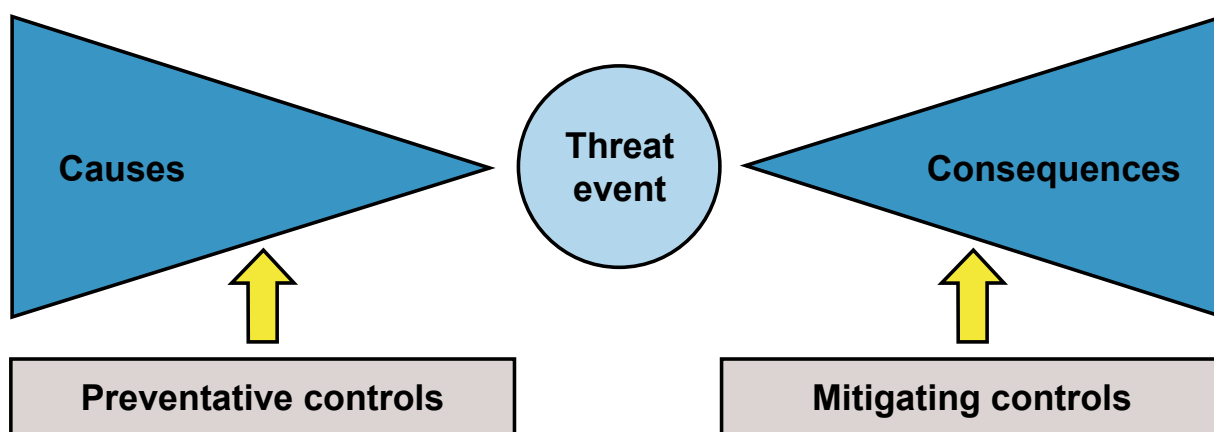 Causes
Threat
event
Consequences
Preventative controls
Mitigating controls